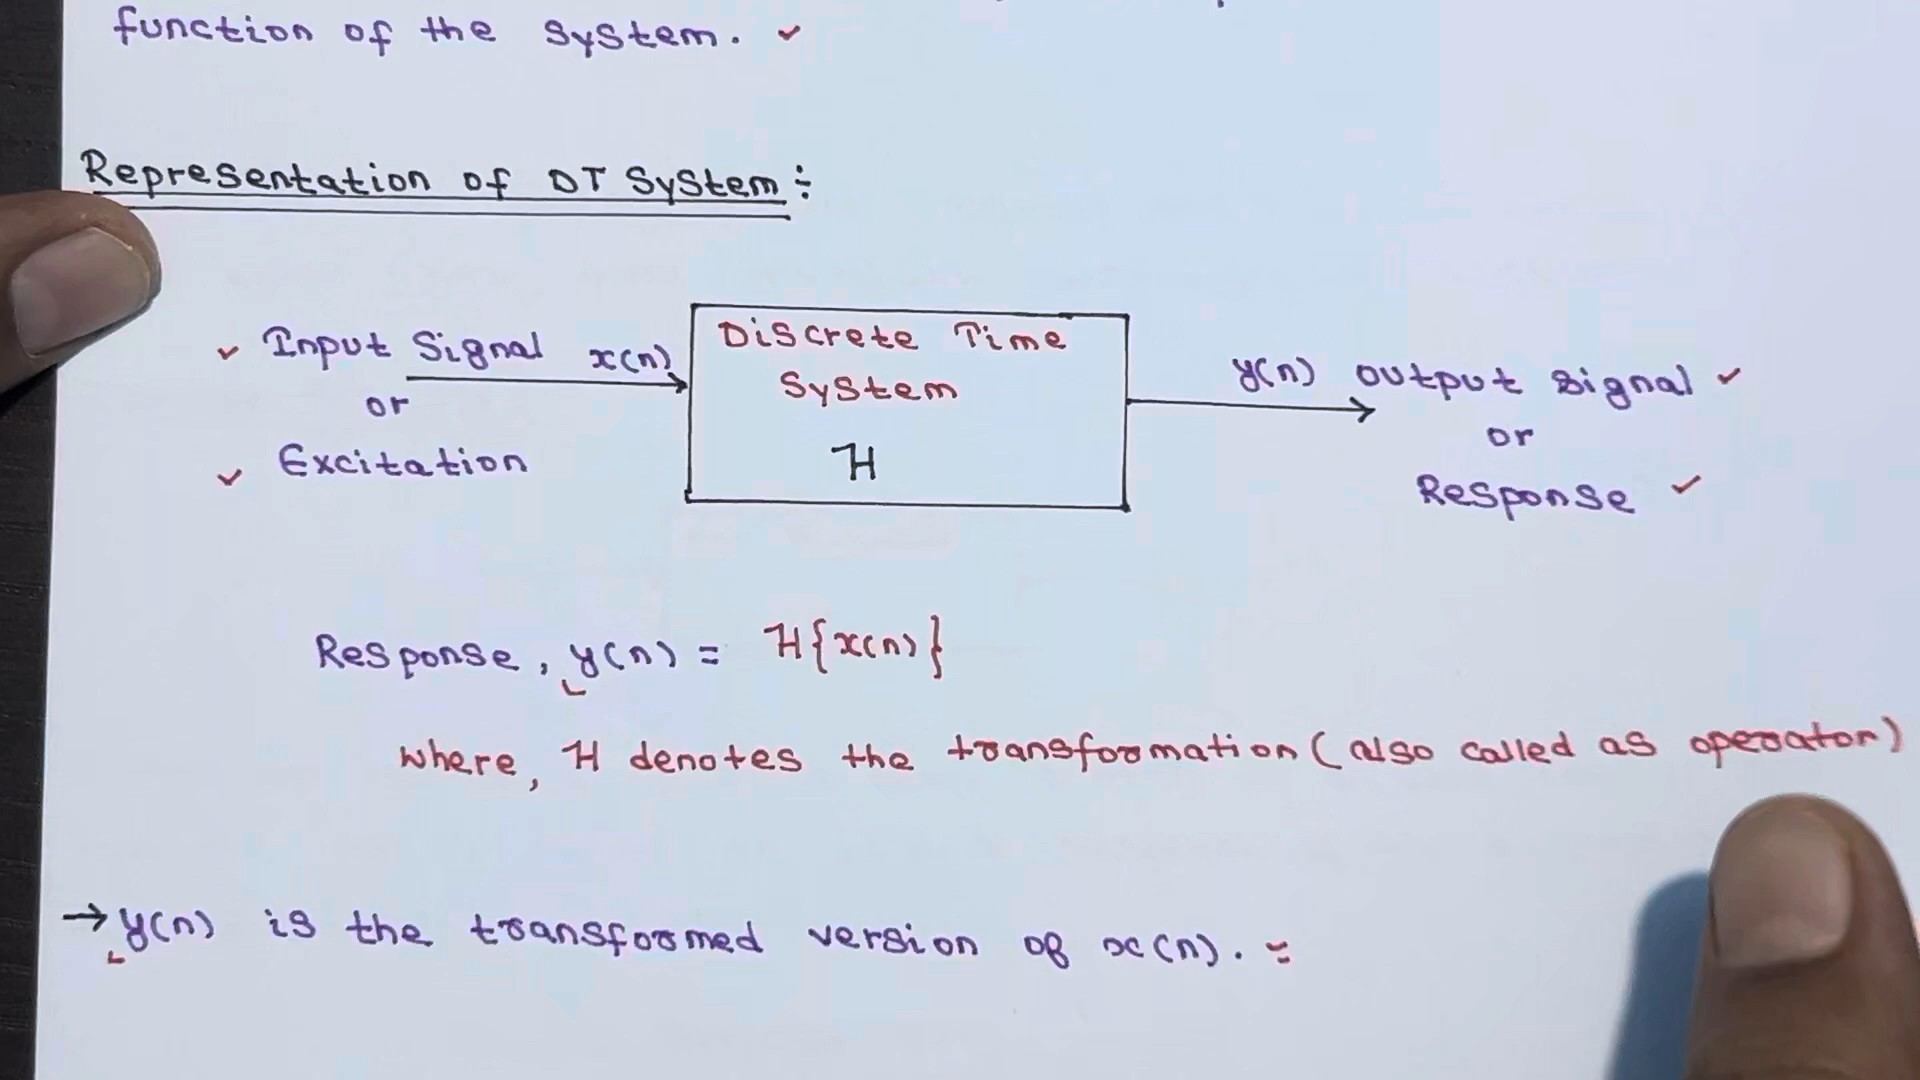 function of the System.
Representation of DT System:
Input Signal x(n)
or
Excitation
Discrete Time
System
H
y(n) output signal
or
Response
Response, y(n) = H{x(n)}
where, H denotes the transformation (also called as operator)
→ y(n) is the transformed version of x(n).